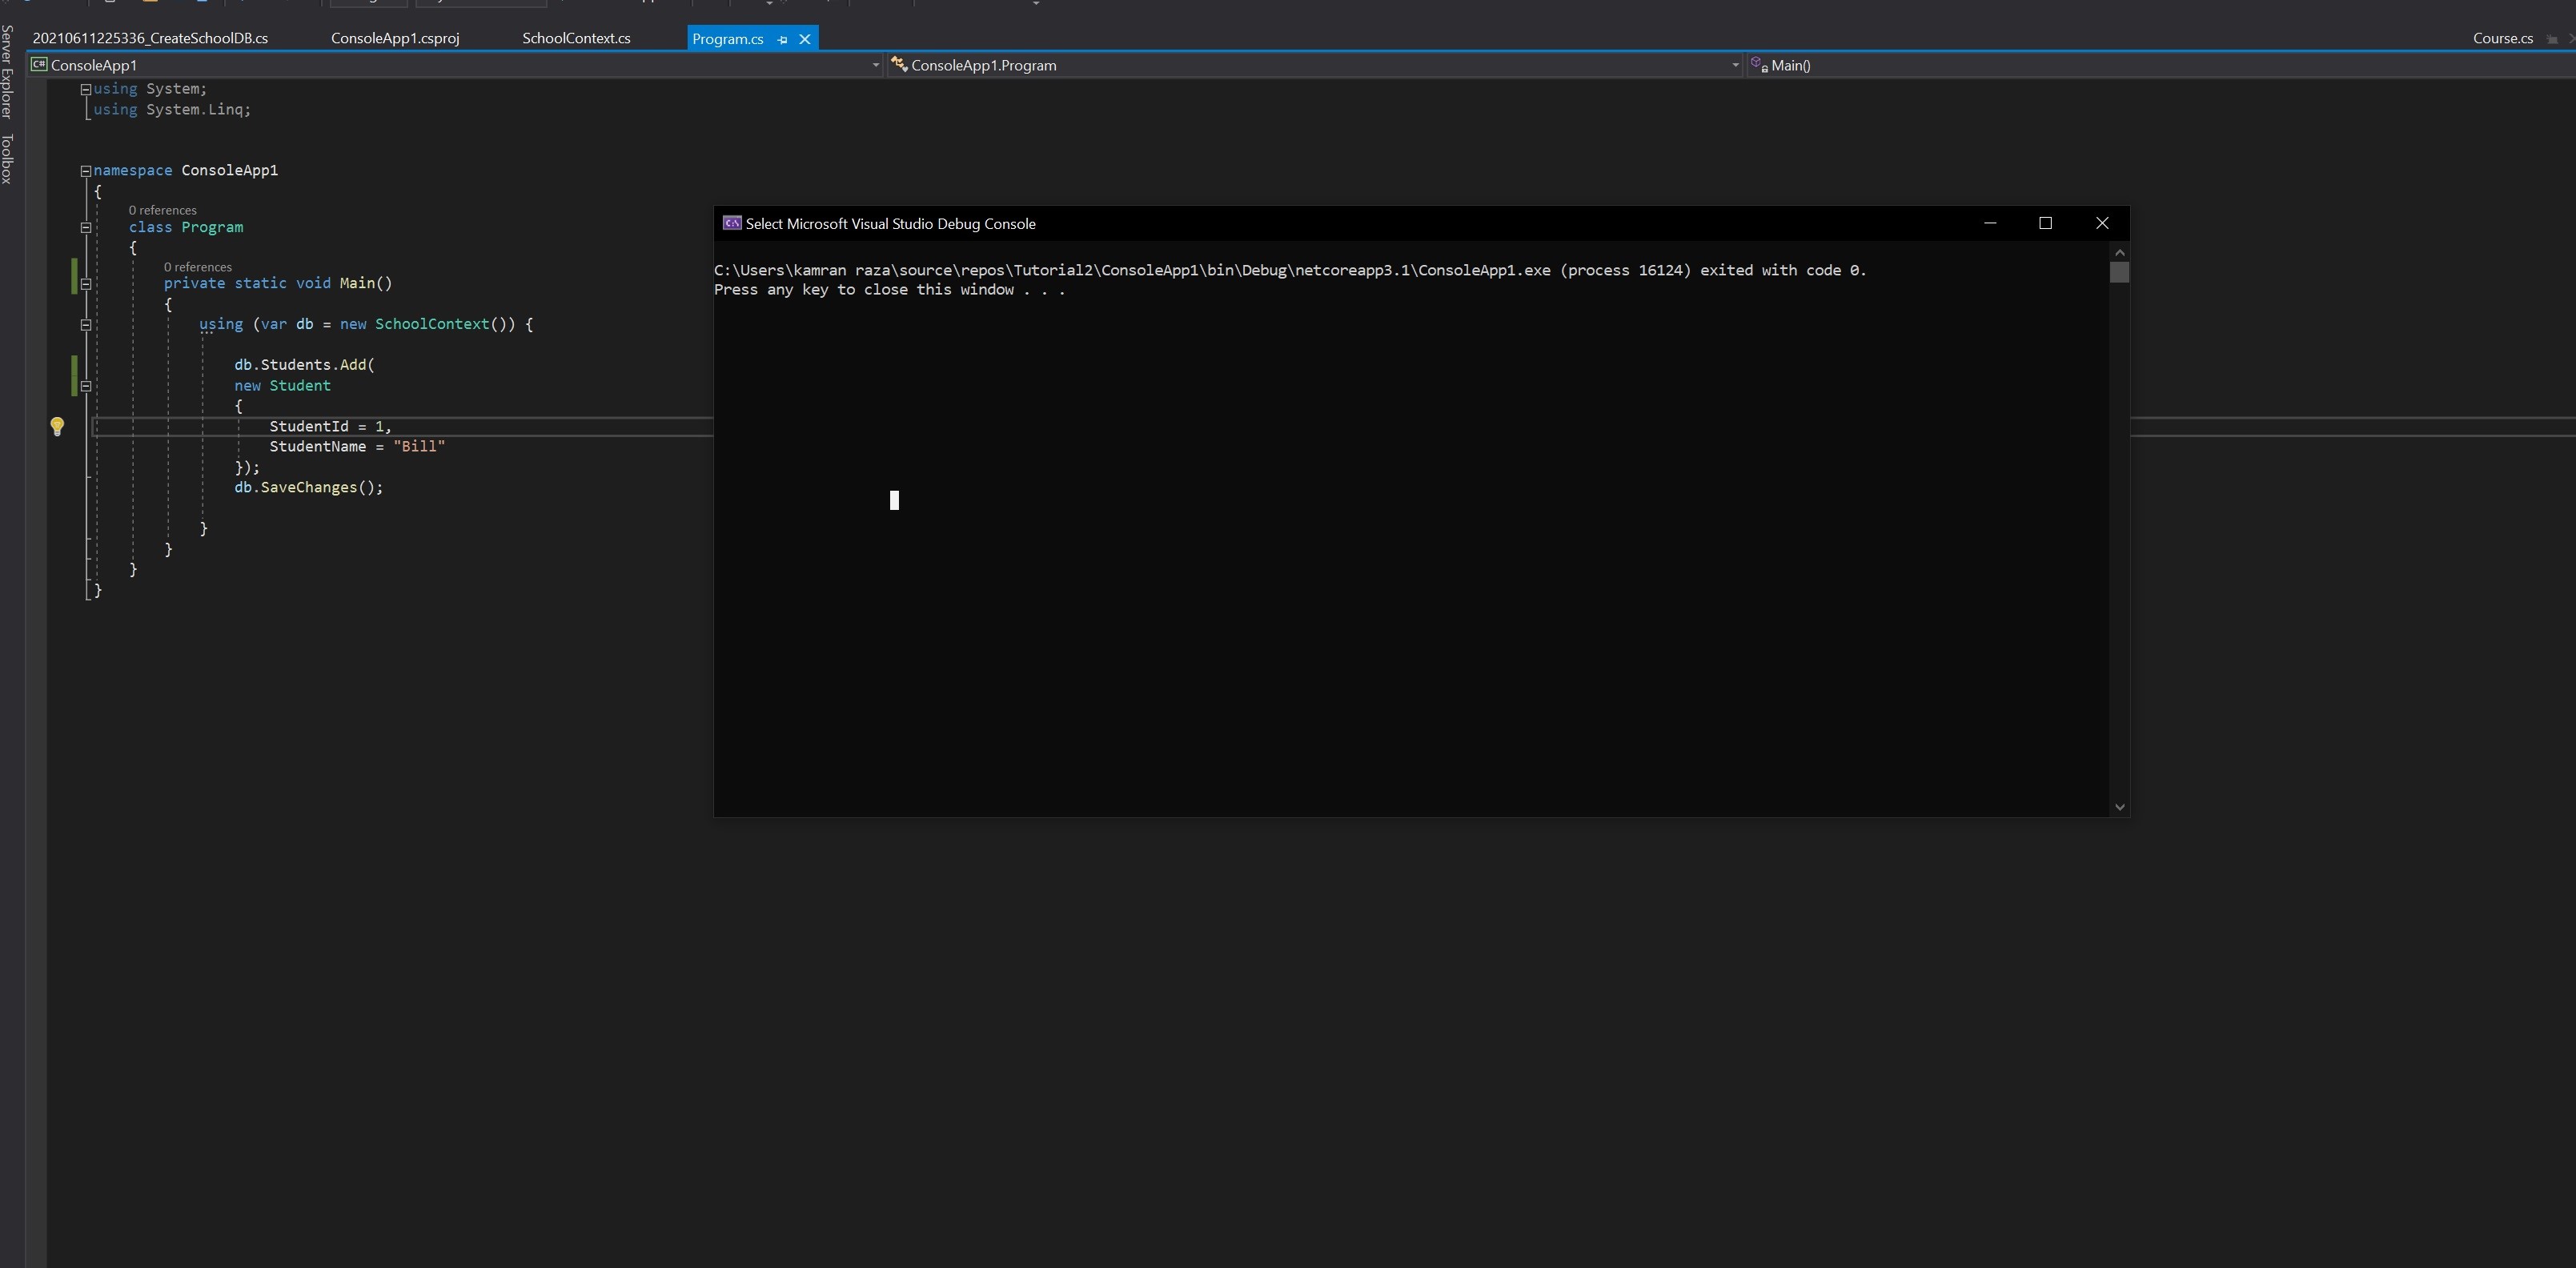 Server Explorer
Toolbox
20210611225336_CreateSchoolDB.cs ConsoleApp1.csproj SchoolContext.cs Program.cs Course.cs
C# ConsoleApp1 ConsoleApp1.Program Main()
using System;
using System.Linq;
namespace ConsoleApp1
{
0 references
class Program
{
0 references
private static void Main()
{
using (var db = new SchoolContext()) {
db.Students.Add(
new Student
{
StudentId = 1,
StudentName = "Bill"
});
db.SaveChanges();
}
}
}
}
C:\ Select Microsoft Visual Studio Debug Console
C:\Users\kamran raza\source\repos\Tutorial2\ConsoleApp1\bin\Debug\netcoreapp3.1\ConsoleApp1.exe (process 16124) exited with code 0.
Press any key to close this window . . .